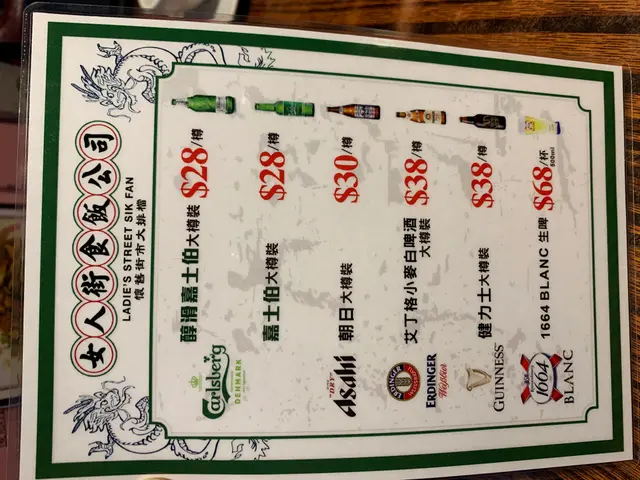 女人街食飯公司
LADIE'S STREET SIK FAN
懷舊街市大排檔
Carlsberg
DENMARK
醇滑嘉士伯大樽裝 $28/樽
嘉士伯大樽裝 $28/樽
"DRY"
Asahi
朝日大樽裝 $30/樽
ERDINGER
ERDINGER
Weißbier
艾丁格小麥白啤酒
大樽裝 $38/樽
GUINNESS
健力士大樽裝 $38/樽
1664
BLANC
1664 BLANC 生啤 $68/杯
500ml